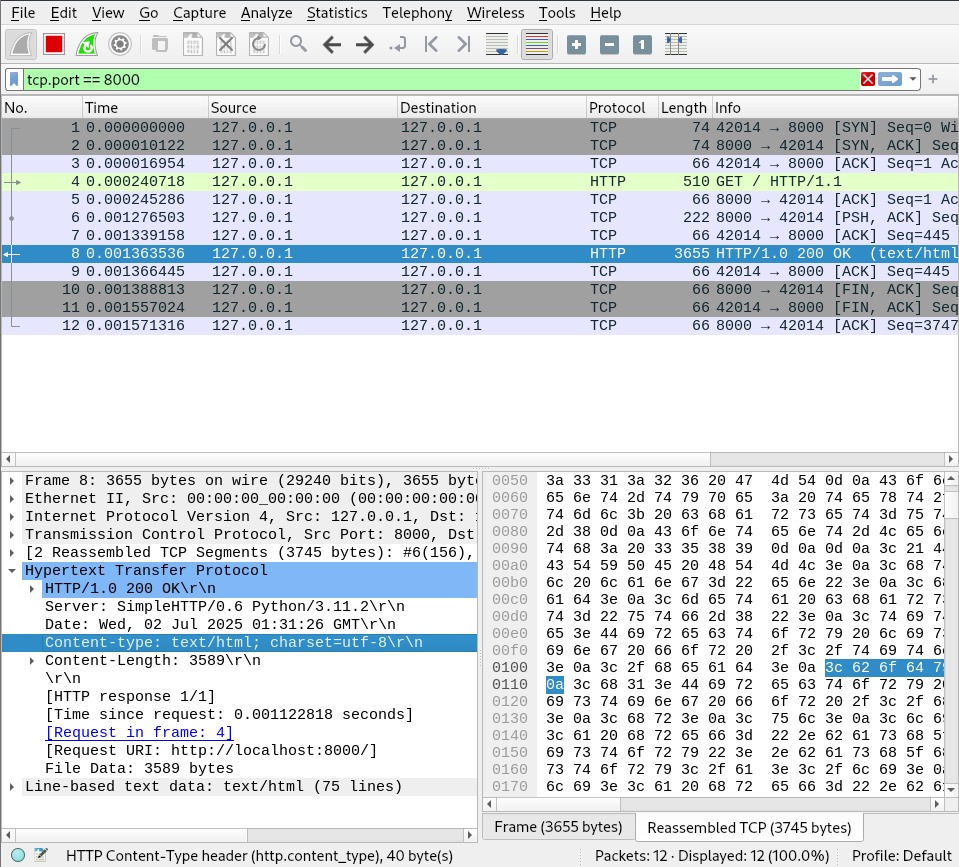 File Edit View Go Capture Analyze Statistics Telephony Wireless Tools Help
tcp.port == 8000
No. Time Source Destination Protocol Length Info
1 0.000000000 127.0.0.1 127.0.0.1 TCP 74 42014 → 8000 [SYN] Seq=0 Wi
2 0.000010122 127.0.0.1 127.0.0.1 TCP 74 8000 → 42014 [SYN, ACK] Seq
3 0.000016954 127.0.0.1 127.0.0.1 TCP 66 42014 → 8000 [ACK] Seq=1 Ac
4 0.000240718 127.0.0.1 127.0.0.1 HTTP 510 GET / HTTP/1.1
5 0.000245286 127.0.0.1 127.0.0.1 TCP 66 8000 → 42014 [ACK] Seq=1 Ac
6 0.001276503 127.0.0.1 127.0.0.1 TCP 222 8000 → 42014 [PSH, ACK] Seq
7 0.001339158 127.0.0.1 127.0.0.1 TCP 66 42014 → 8000 [ACK] Seq=445
8 0.001363536 127.0.0.1 127.0.0.1 HTTP 3655 HTTP/1.0 200 OK (text/html
9 0.001366445 127.0.0.1 127.0.0.1 TCP 66 42014 → 8000 [ACK] Seq=445
10 0.001388813 127.0.0.1 127.0.0.1 TCP 66 8000 → 42014 [FIN, ACK] Seq
11 0.001557024 127.0.0.1 127.0.0.1 TCP 66 42014 → 8000 [FIN, ACK] Seq
12 0.001571316 127.0.0.1 127.0.0.1 TCP 66 8000 → 42014 [ACK] Seq=3747
Frame 8: 3655 bytes on wire (29240 bits), 3655 byt
Ethernet II, Src: 00:00:00_00:00:00 (00:00:00:00:0
Internet Protocol Version 4, Src: 127.0.0.1, Dst:
Transmission Control Protocol, Src Port: 8000, Dst
[2 Reassembled TCP Segments (3745 bytes): #6(156),
Hypertext Transfer Protocol
HTTP/1.0 200 OK\r\n
Server: SimpleHTTP/0.6 Python/3.11.2\r\n
Date: Wed, 02 Jul 2025 01:31:26 GMT\r\n
Content-type: text/html; charset=utf-8\r\n
Content-Length: 3589\r\n
\r\n
[HTTP response 1/1]
[Time since request: 0.001122818 seconds]
[Request in frame: 4]
[Request URI: http://localhost:8000/]
File Data: 3589 bytes
Line-based text data: text/html (75 lines)
0050 3a 33 31 3a 32 36 20 47 4d 54 0d 0a 43 6f 6
0060 65 6e 74 2d 74 79 70 65 3a 20 74 65 78 74 2
0070 74 6d 6c 3b 20 63 68 61 72 73 65 74 3d 75 7
0080 2d 38 0d 0a 43 6f 6e 74 65 6e 74 2d 4c 65 6
0090 74 68 3a 20 33 35 38 39 0d 0a 0d 0a 3c 21 4
00a0 43 54 59 50 45 20 48 54 4d 4c 3e 0a 3c 68 7
00b0 6c 20 6c 61 6e 67 3d 22 65 6e 22 3e 0a 3c 6
00c0 61 64 3e 0a 3c 6d 65 74 61 20 63 68 61 72 7
00d0 74 3d 22 75 74 66 2d 38 22 3e 0a 3c 74 69 7
00e0 65 3e 44 69 72 65 63 74 6f 72 79 20 6c 69 7
00f0 69 6e 67 20 66 6f 72 20 2f 3c 2f 74 69 74 6
0100 3e 0a 3c 2f 68 65 61 64 3e 0a 3c 62 6f 64 7
0110 0a 3c 68 31 3e 44 69 72 65 63 74 6f 72 79 2
0120 69 73 74 69 6e 67 20 66 6f 72 20 2f 3c 2f 6
0130 3e 0a 3c 68 72 3e 0a 3c 75 6c 3e 0a 3c 6c 6
0140 3c 61 20 68 72 65 66 3d 22 2e 62 61 73 68 5
0150 69 73 74 6f 72 79 22 3e 2e 62 61 73 68 5f 6
0160 73 74 6f 72 79 3c 2f 61 3e 3c 2f 6c 69 3e 0
0170 6c 69 3e 3c 61 20 68 72 65 66 3d 22 2e 62 6
Frame (3655 bytes) Reassembled TCP (3745 bytes)
HTTP Content-Type header (http.content_type), 40 byte(s) Packets: 12 · Displayed: 12 (100.0%) Profile: Default